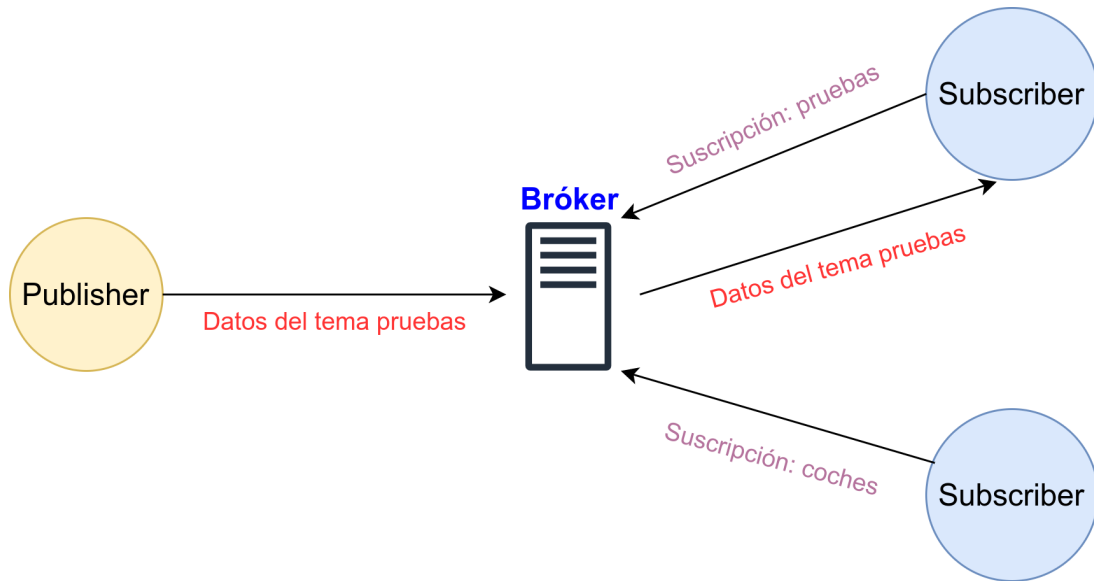 Subscriber
Suscripción: pruebas
Bróker
Datos del tema pruebas
Publisher
Datos del tema pruebas
Suscripción: coches
Subscriber